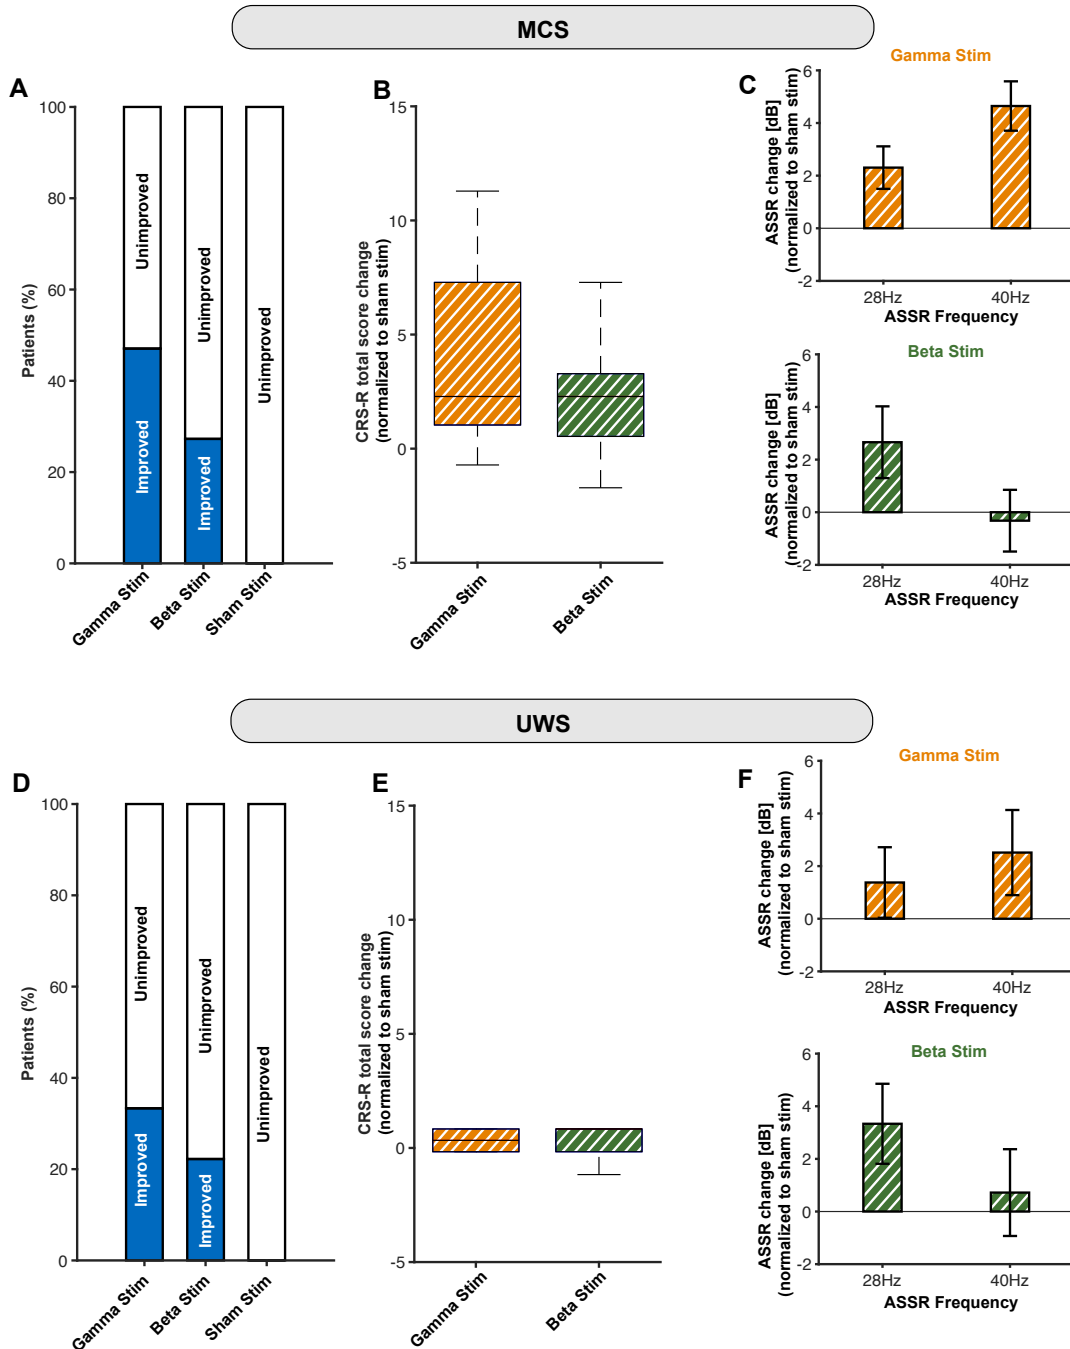 MCS
A
100
80
60
40
20
0
Patients (%)
Unimproved
Improved
Unimproved
Improved
Unimproved
Gamma Stim
Beta Stim
Sham Stim
B
15
10
5
0
-5
CRS-R total score change
(normalized to sham stim)
Gamma Stim
Beta Stim
C
Gamma Stim
6
4
2
0
-2
ASSR change [dB]
(normalized to sham stim)
28Hz
40Hz
ASSR Frequency
Beta Stim
6
4
2
0
-2
ASSR change [dB]
(normalized to sham stim)
28Hz
40Hz
ASSR Frequency
UWS
D
100
80
60
40
20
0
Patients (%)
Unimproved
Improved
Unimproved
Improved
Unimproved
Gamma Stim
Beta Stim
Sham Stim
E
15
10
5
0
-5
CRS-R total score change
(normalized to sham stim)
Gamma Stim
Beta Stim
F
Gamma Stim
6
4
2
0
-2
ASSR change [dB]
(normalized to sham stim)
28Hz
40Hz
ASSR Frequency
Beta Stim
6
4
2
0
-2
ASSR change [dB]
(normalized to sham stim)
28Hz
40Hz
ASSR Frequency